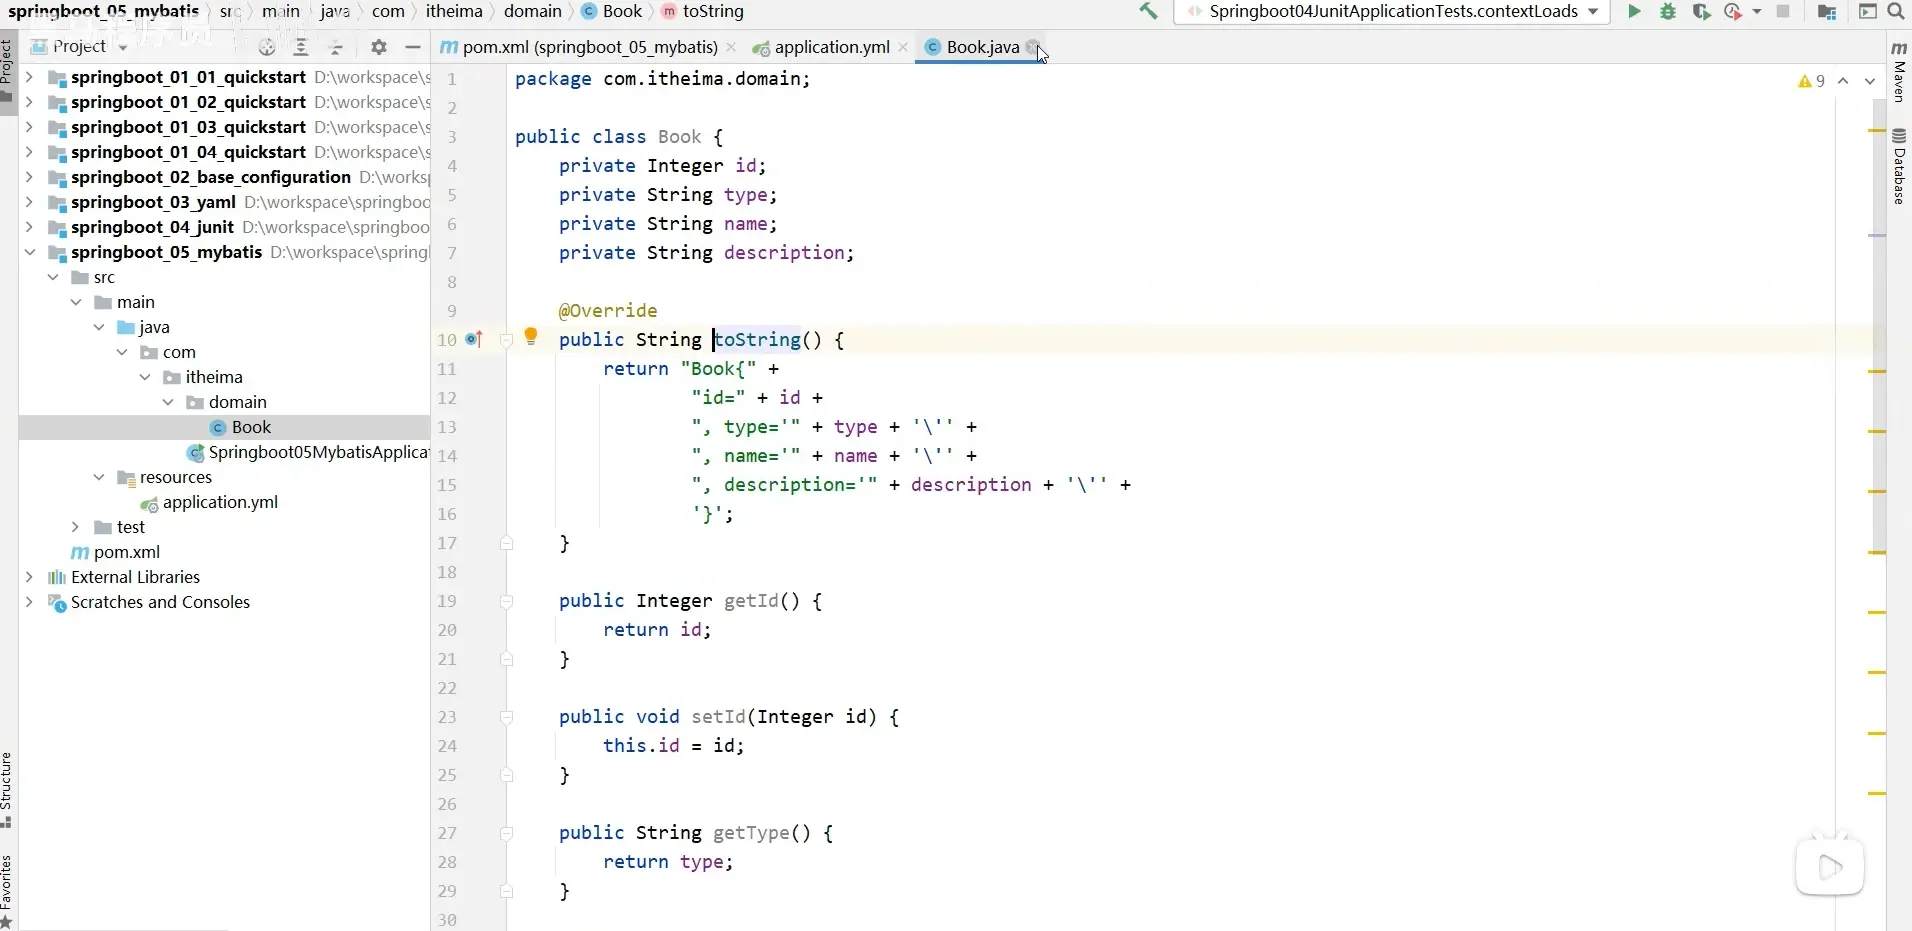 springboot_05_mybatis src main java com itheima domain Book toString
Springboot04JunitApplicationTests.contextLoads
Project
pom.xml (springboot_05_mybatis) application.yml Book.java
springboot_01_01_quickstart D:\workspace\s
springboot_01_02_quickstart D:\workspace\s
springboot_01_03_quickstart D:\workspace\s
springboot_01_04_quickstart D:\workspace\s
springboot_02_base_configuration D:\works
springboot_03_yaml D:\workspace\springboo
springboot_04_junit D:\workspace\springboo
springboot_05_mybatis D:\workspace\spring
src
main
java
com
itheima
domain
Book
Springboot05MybatisApplicat
resources
application.yml
test
pom.xml
External Libraries
Scratches and Consoles
Project
Structure
Favorites
1 package com.itheima.domain;
2
3 public class Book {
4 private Integer id;
5 private String type;
6 private String name;
7 private String description;
8
9 @Override
10 public String toString() {
11 return "Book{" +
12 "id=" + id +
13 ", type='" + type + '\'' +
14 ", name='" + name + '\'' +
15 ", description='" + description + '\'' +
16 '}';
17 }
18
19 public Integer getId() {
20 return id;
21 }
22
23 public void setId(Integer id) {
24 this.id = id;
25 }
26
27 public String getType() {
28 return type;
29 }
30
9
Maven
Database